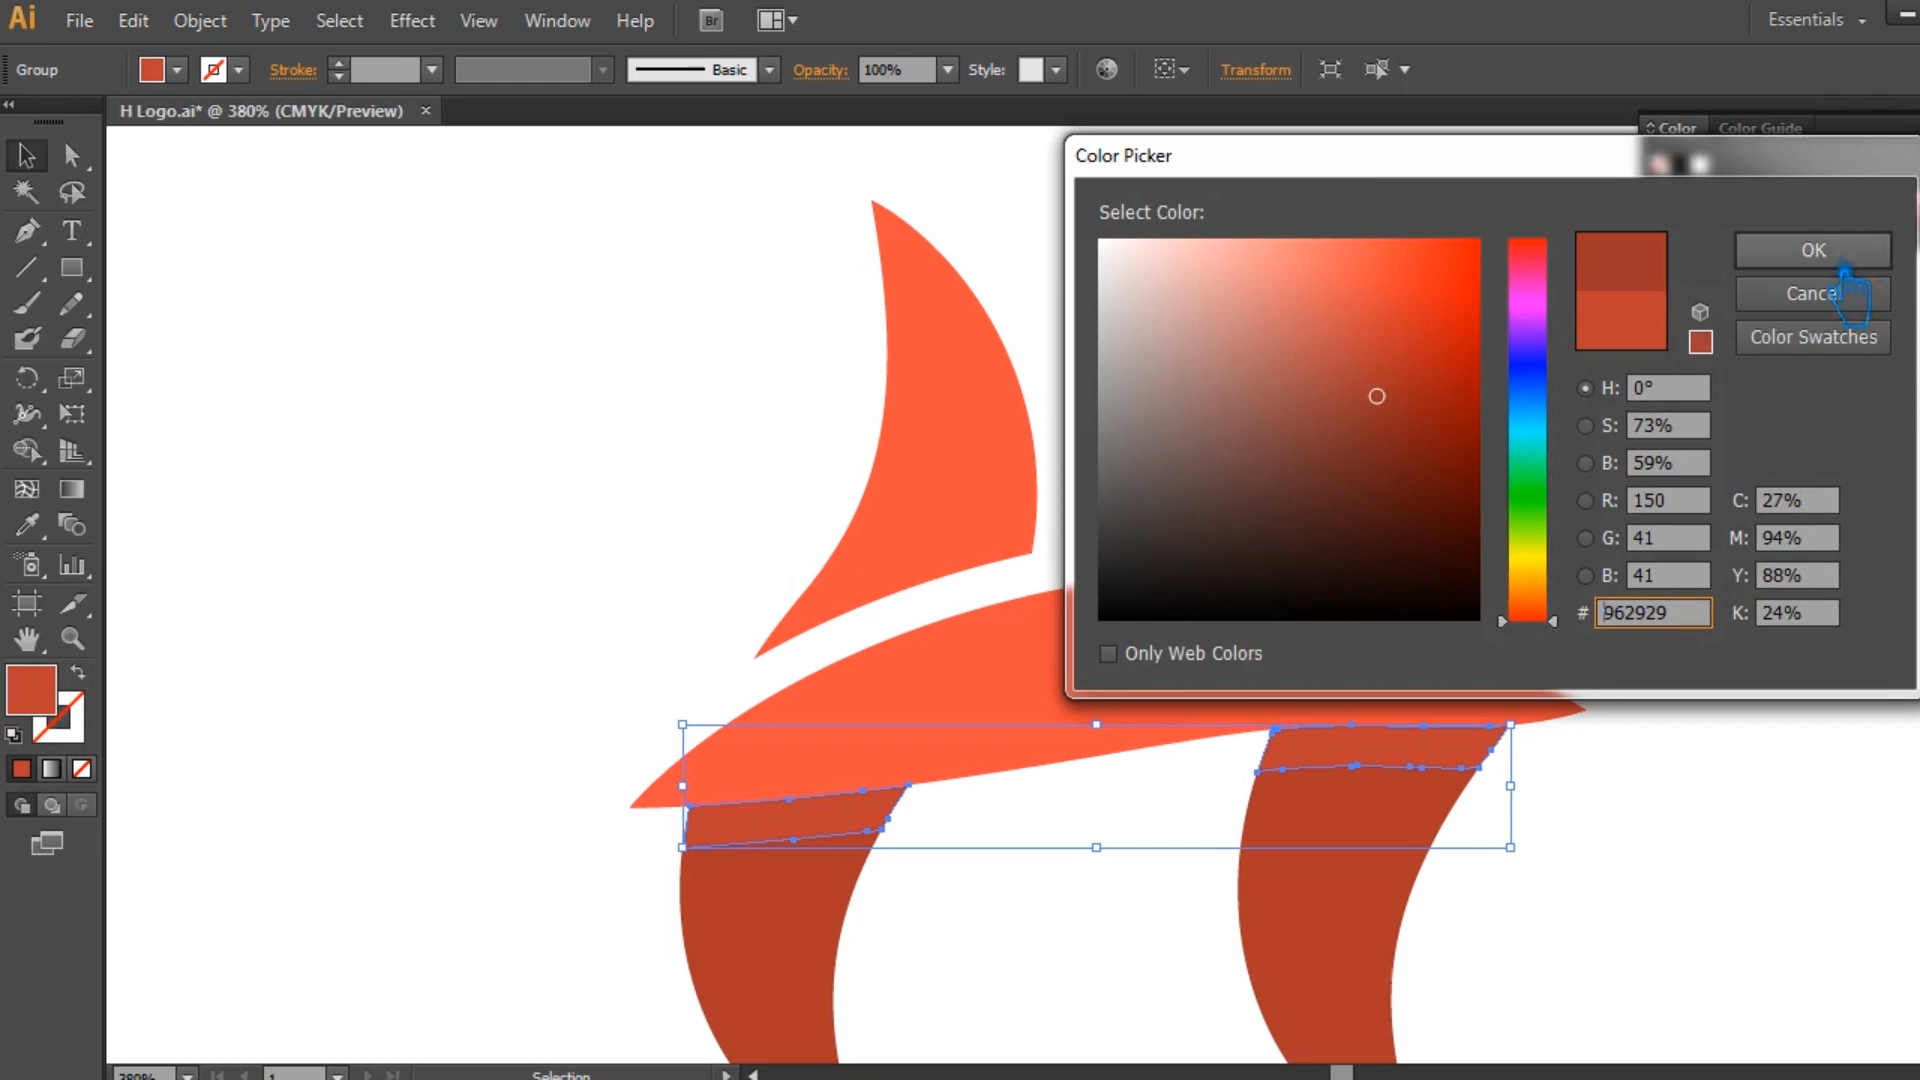 Ai File Edit Object Type Select Effect View Window Help Br Essentials
Group Stroke: Basic Opacity: 100% Style: Transform
H Logo.ai* @ 380% (CMYK/Preview) ×
Color Color Guide
Color Picker
Select Color:
OK
Cancel
Color Swatches
H: 0°
S: 73%
B: 59%
R: 150 C: 27%
G: 41 M: 94%
B: 41 Y: 88%
# 962929 K: 24%
Only Web Colors
380% 1 Selection